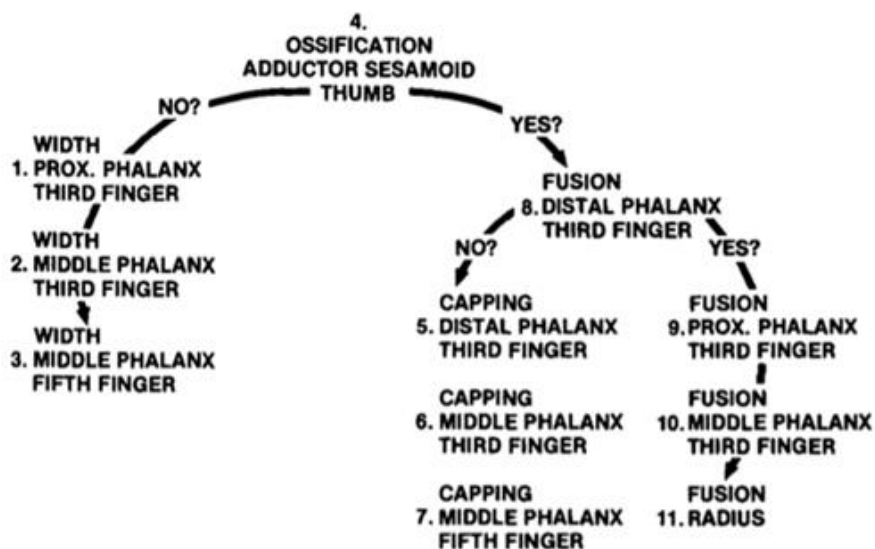 4.
OSSIFICATION
ADDUCTOR SESAMOID
THUMB
NO?
YES?
WIDTH
1. PROX. PHALANX
THIRD FINGER
WIDTH
2. MIDDLE PHALANX
THIRD FINGER
WIDTH
3. MIDDLE PHALANX
FIFTH FINGER
FUSION
8. DISTAL PHALANX
THIRD FINGER
NO?
YES?
CAPPING
5. DISTAL PHALANX
THIRD FINGER
CAPPING
6. MIDDLE PHALANX
THIRD FINGER
CAPPING
7. MIDDLE PHALANX
FIFTH FINGER
FUSION
9. PROX. PHALANX
THIRD FINGER
FUSION
10. MIDDLE PHALANX
THIRD FINGER
FUSION
11. RADIUS